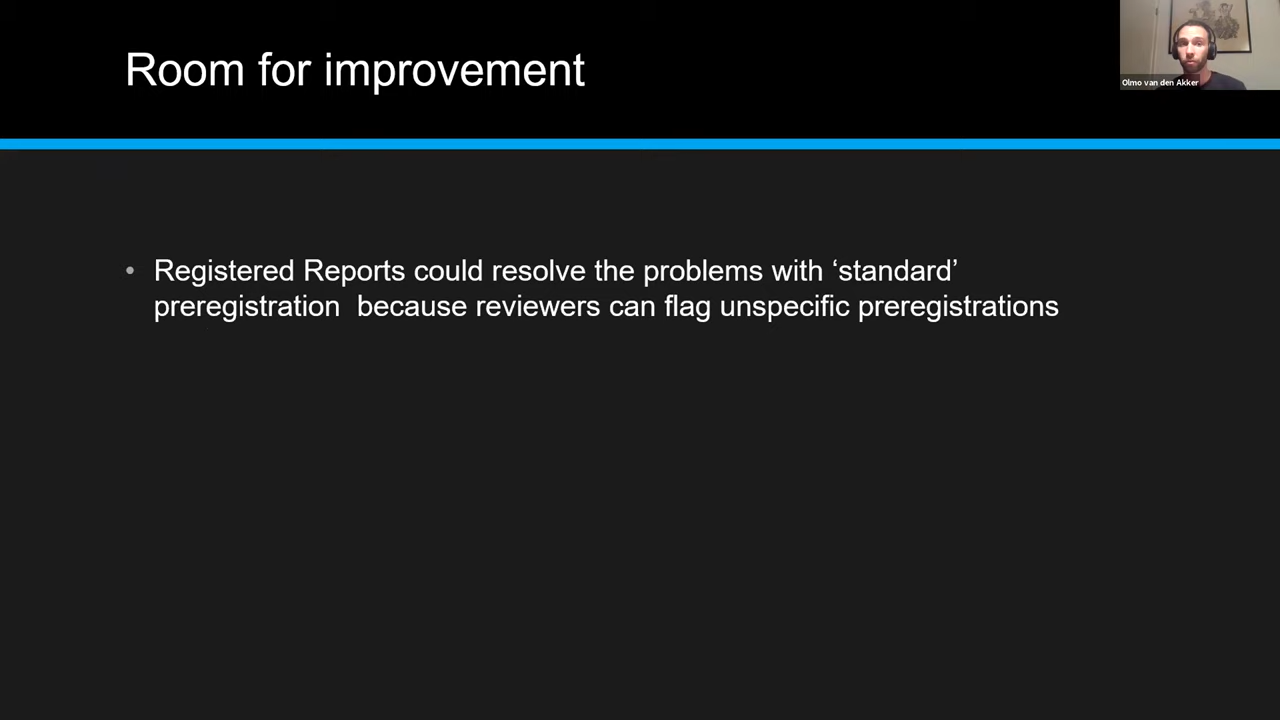 Room for improvement
Olmo van den Akker
• Registered Reports could resolve the problems with ‘standard’
preregistration  because reviewers can flag unspecific preregistrations